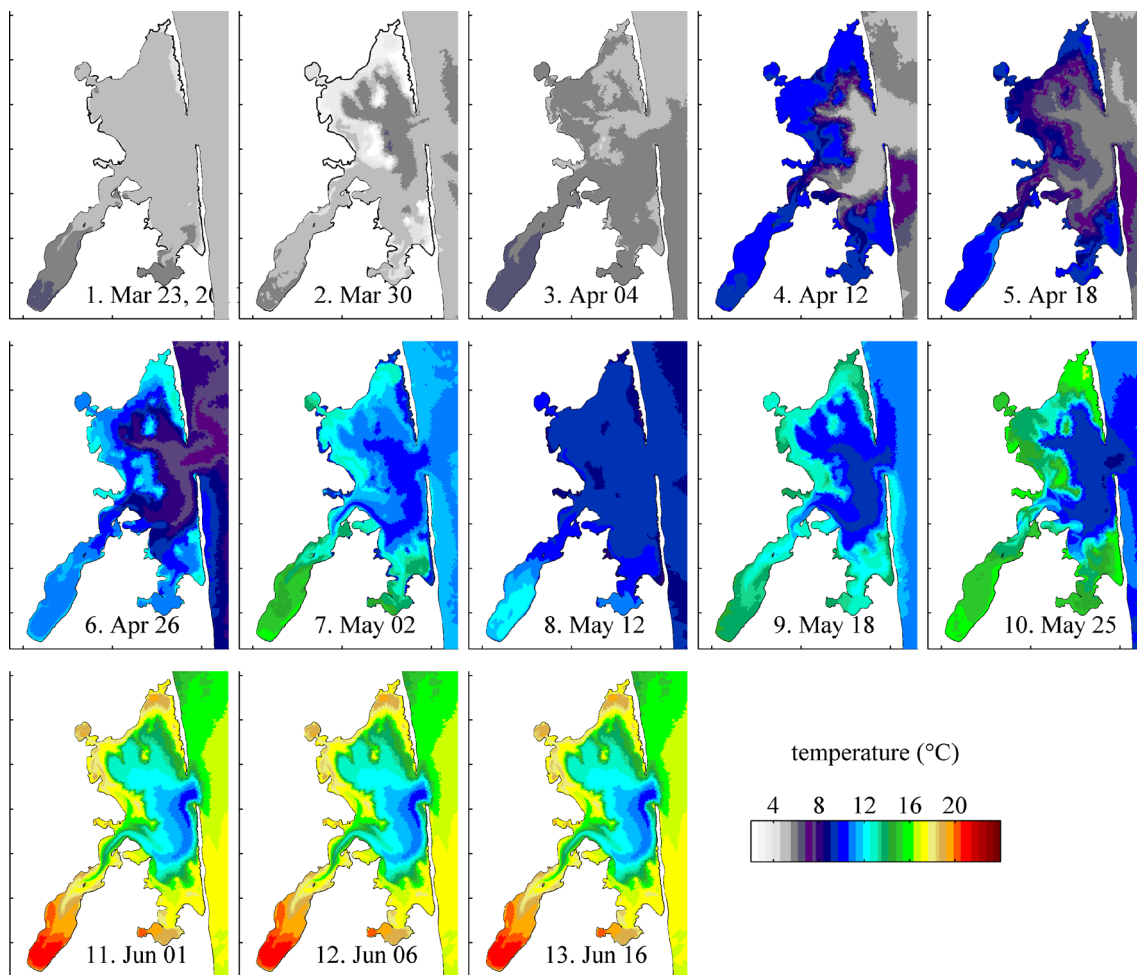 1. Mar 23, 20
2. Mar 30
3. Apr 04
4. Apr 12
5. Apr 18
6. Apr 26
7. May 02
8. May 12
9. May 18
10. May 25
temperature (°C)
4 8 12 16 20
11. Jun 01
12. Jun 06
13. Jun 16